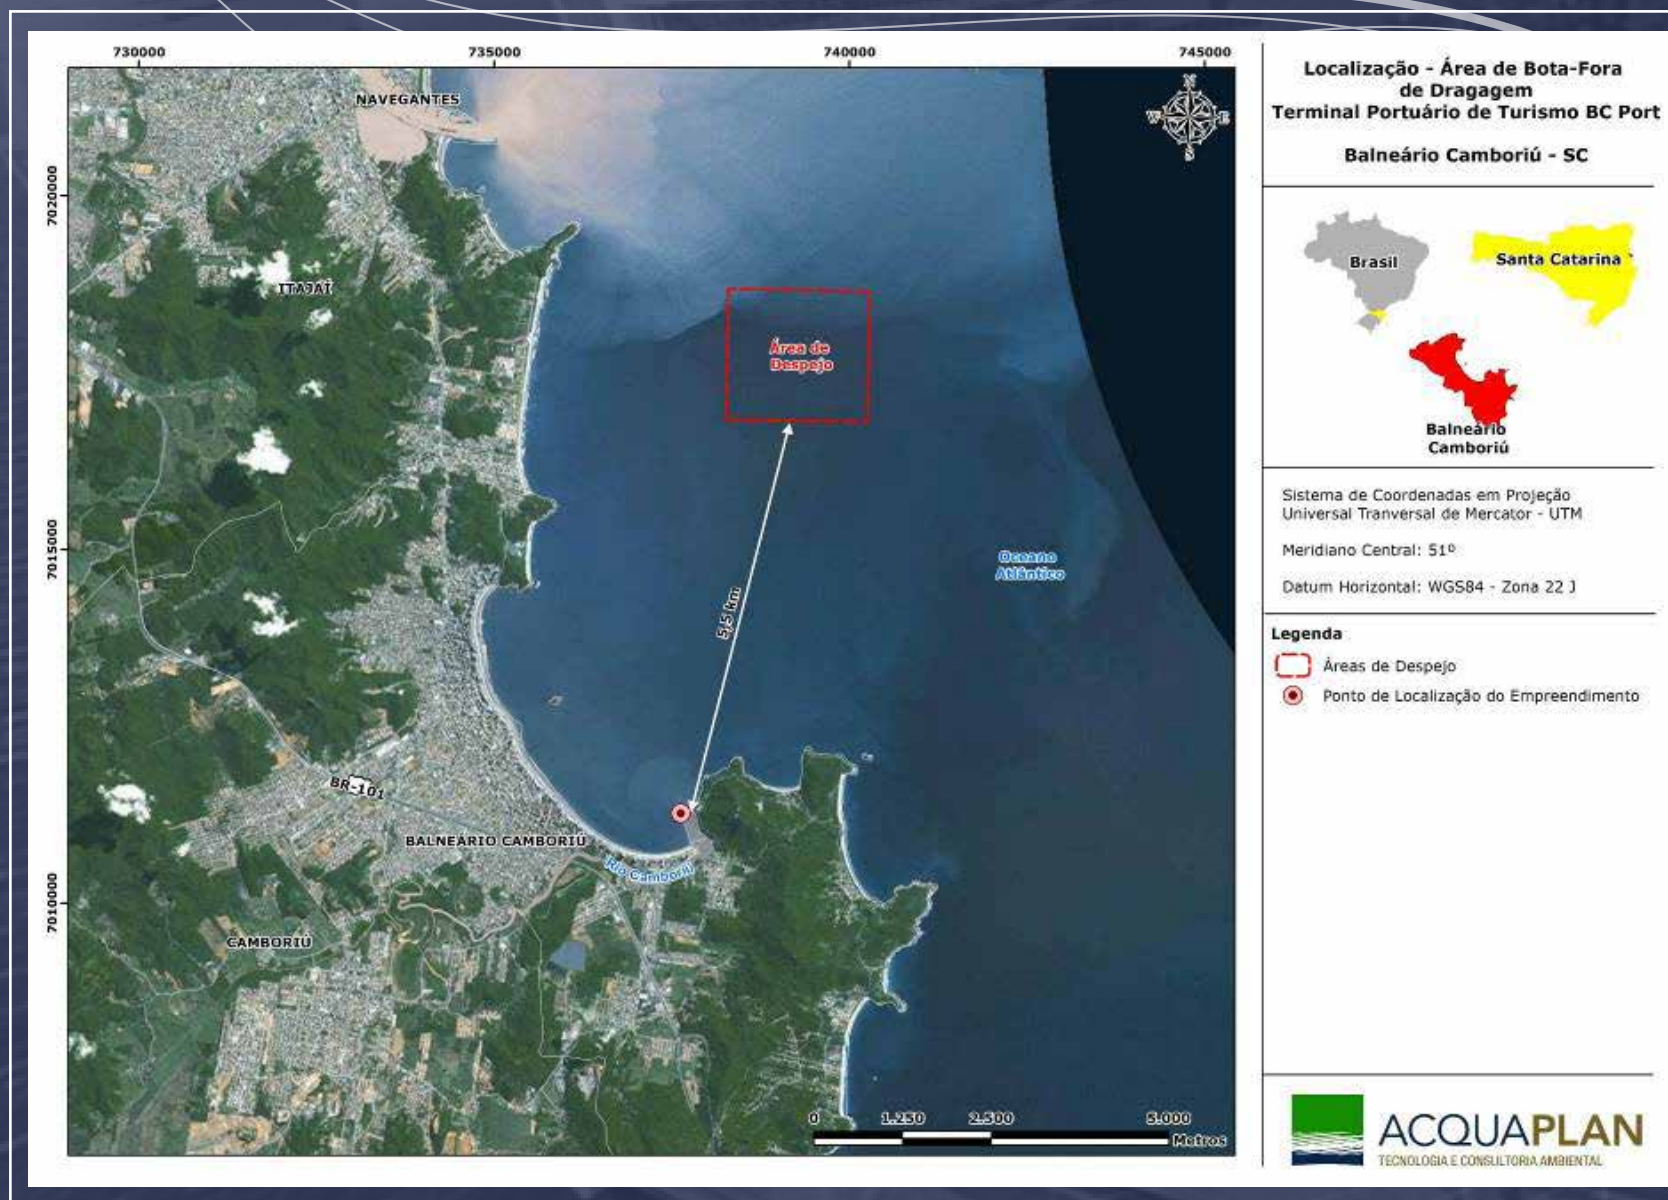 730000
735000
740000
745000
7020000
7015000
7010000
NAVEGANTES
ITAJAÍ
Área de
Despejo
Oceano
Atlântico
5,5 km
BR-101
BALNEÁRIO CAMBORIÚ
Rio Camboriú
CAMBORIÚ
N
W
E
S
0
1.250
2.500
5.000
Metros
Localização - Área de Bota-Fora
de Dragagem
Terminal Portuário de Turismo BC Port
Balneário Camboriú - SC
Brasil
Santa Catarina
Balneário
Camboriú
Sistema de Coordenadas em Projeção
Universal Tranversal de Mercator - UTM
Meridiano Central: 51º
Datum Horizontal: WGS84 - Zona 22 J
Legenda
Áreas de Despejo
Ponto de Localização do Empreendimento
ACQUAPLAN
TECNOLOGIA E CONSULTORIA AMBIENTAL